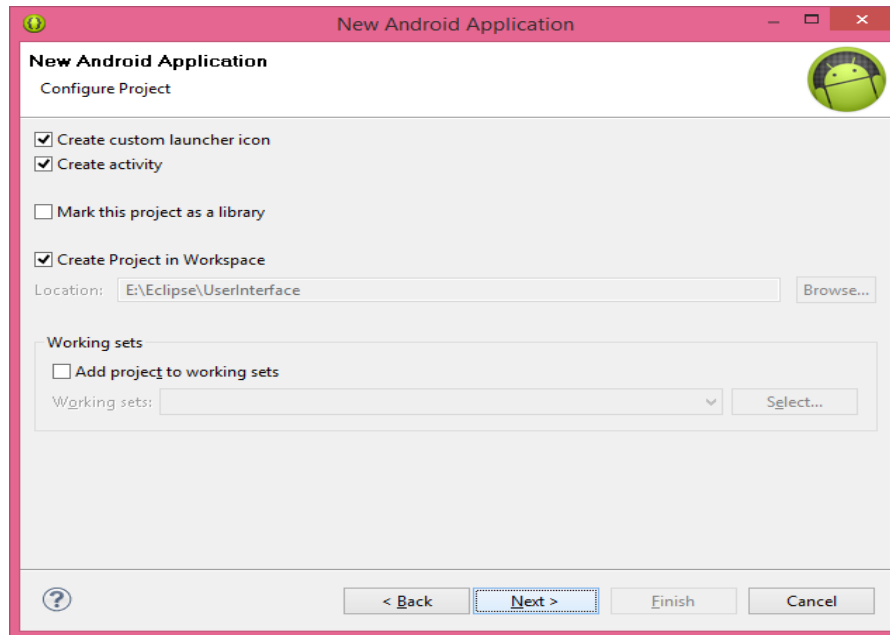 New Android Application
New Android Application
Configure Project
Create custom launcher icon
Create activity
Mark this project as a library
Create Project in Workspace
Location: E:\Eclipse\UserInterface Browse...
Working sets
Add project to working sets
Working sets: Select...
? < Back Next > Finish Cancel